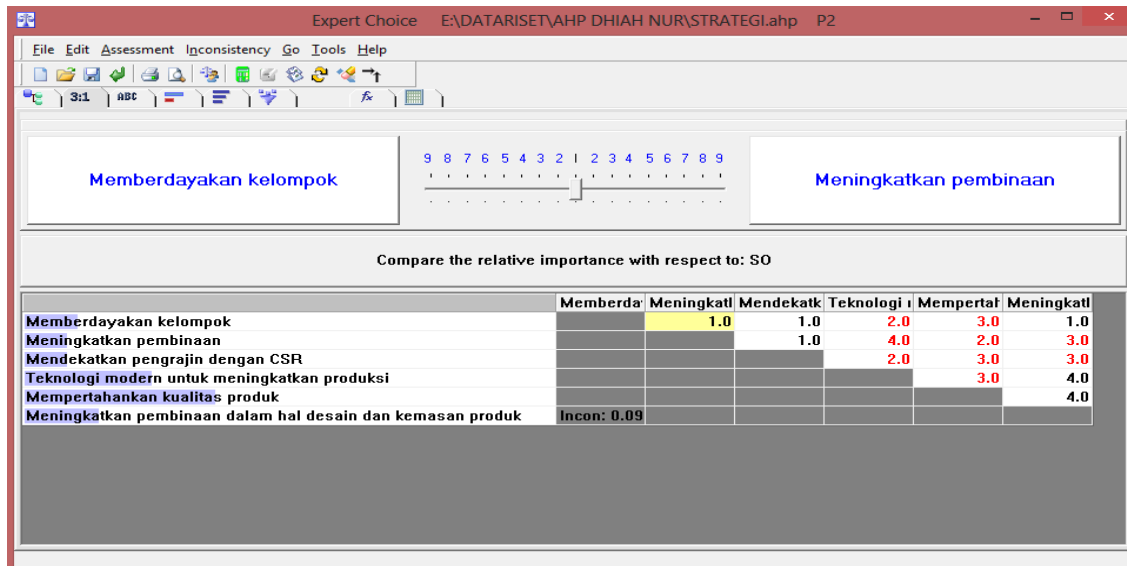 Expert Choice E:\DATARISET\AHP DHIAH NUR\STRATEGI.ahp P2
File Edit Assessment Inconsistency Go Tools Help
3:1 ABC fx
Memberdayakan kelompok
9 8 7 6 5 4 3 2 1 2 3 4 5 6 7 8 9
Meningkatkan pembinaan
Compare the relative importance with respect to: SO
Memberda Meningkatl Mendekatk Teknologi Mempertal Meningkatl
Memberdayakan kelompok 1.0 1.0 2.0 3.0 1.0
Meningkatkan pembinaan 1.0 4.0 2.0 3.0
Mendekatkan pengrajin dengan CSR 2.0 3.0 3.0
Teknologi modern untuk meningkatkan produksi 3.0 4.0
Mempertahankan kualitas produk 4.0
Meningkatkan pembinaan dalam hal desain dan kemasan produk Incon: 0.09